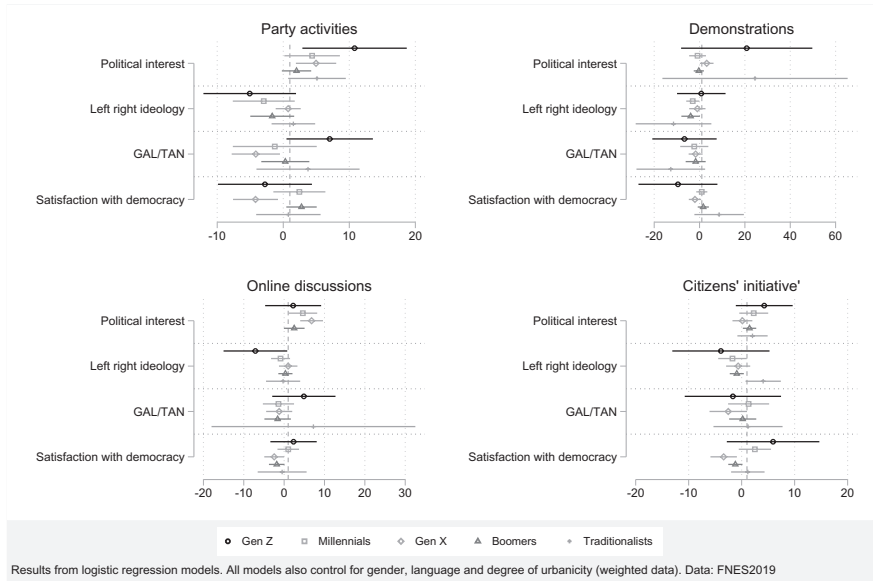 Party activities
Political interest
Left right ideology
GAL/TAN
Satisfaction with democracy
-10 0 10 20
Demonstrations
Political interest
Left right ideology
GAL/TAN
Satisfaction with democracy
-20 0 20 40 60
Online discussions
Political interest
Left right ideology
GAL/TAN
Satisfaction with democracy
-20 -10 0 10 20 30
Citizens' initiative'
Political interest
Left right ideology
GAL/TAN
Satisfaction with democracy
-20 -10 0 10 20
Gen Z Millennials Gen X Boomers Traditionalists
Results from logistic regression models. All models also control for gender, language and degree of urbanicity (weighted data). Data: FNES2019